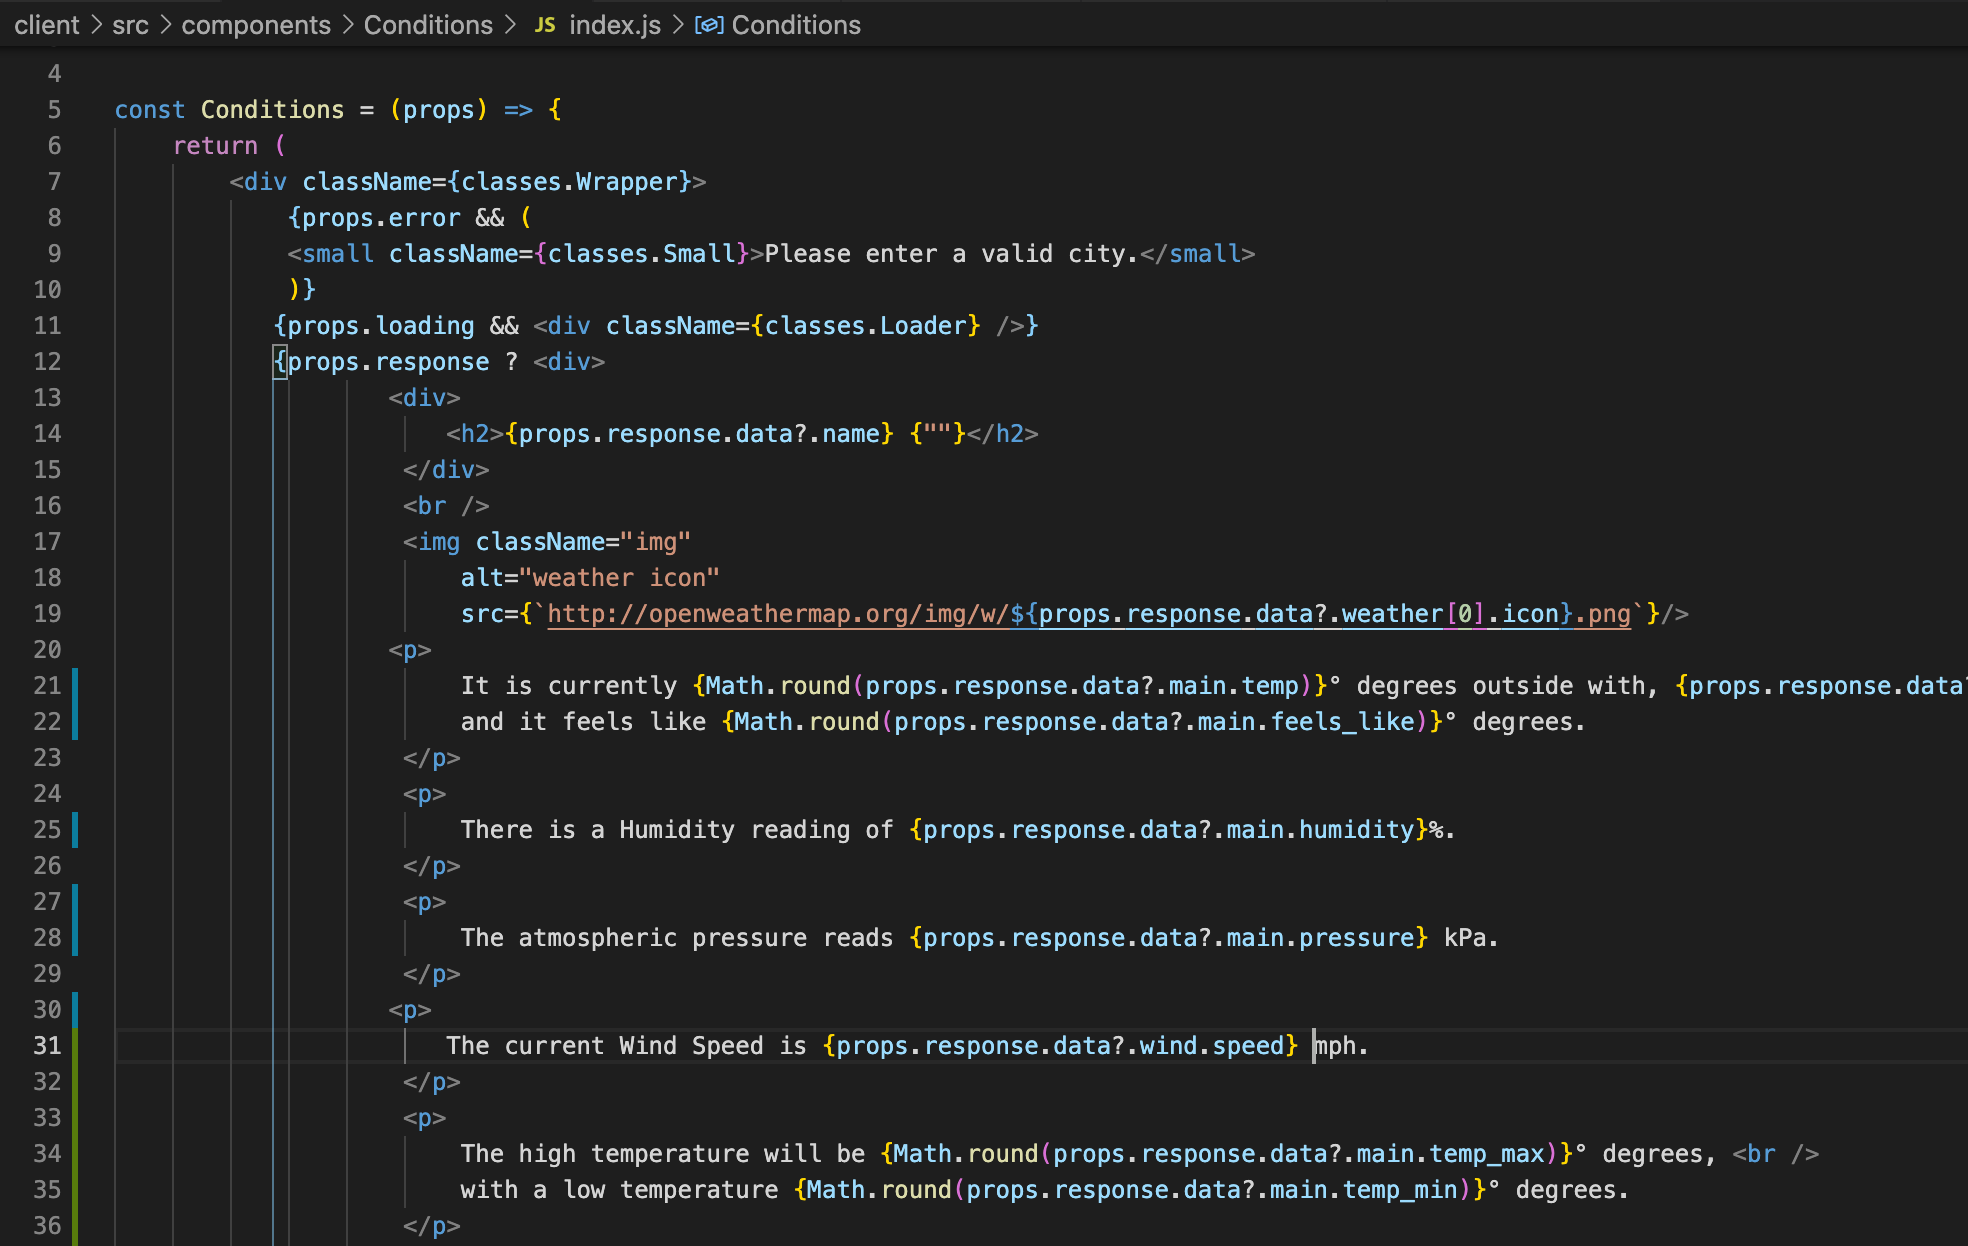 client > src > components > Conditions > JS index.js > Conditions
4
5 const Conditions = (props) => {
6 return (
7 <div className={classes.Wrapper}>
8 {props.error && (
9 <small className={classes.Small}>Please enter a valid city.</small>
10 )}
11 {props.loading && <div className={classes.Loader} />}
12 {props.response ? <div>
13 <div>
14 <h2>{props.response.data?.name} {""}</h2>
15 </div>
16 <br />
17 <img className="img"
18 alt="weather icon"
19 src={`http://openweathermap.org/img/w/${props.response.data?.weather[0].icon}.png`}/>
20 <p>
21 It is currently {Math.round(props.response.data?.main.temp)}° degrees outside with, {props.response.data?
22 and it feels like {Math.round(props.response.data?.main.feels_like)}° degrees.
23 </p>
24 <p>
25 There is a Humidity reading of {props.response.data?.main.humidity}%.
26 </p>
27 <p>
28 The atmospheric pressure reads {props.response.data?.main.pressure} kPa.
29 </p>
30 <p>
31 The current Wind Speed is {props.response.data?.wind.speed} mph.
32 </p>
33 <p>
34 The high temperature will be {Math.round(props.response.data?.main.temp_max)}° degrees, <br />
35 with a low temperature {Math.round(props.response.data?.main.temp_min)}° degrees.
36 </p>